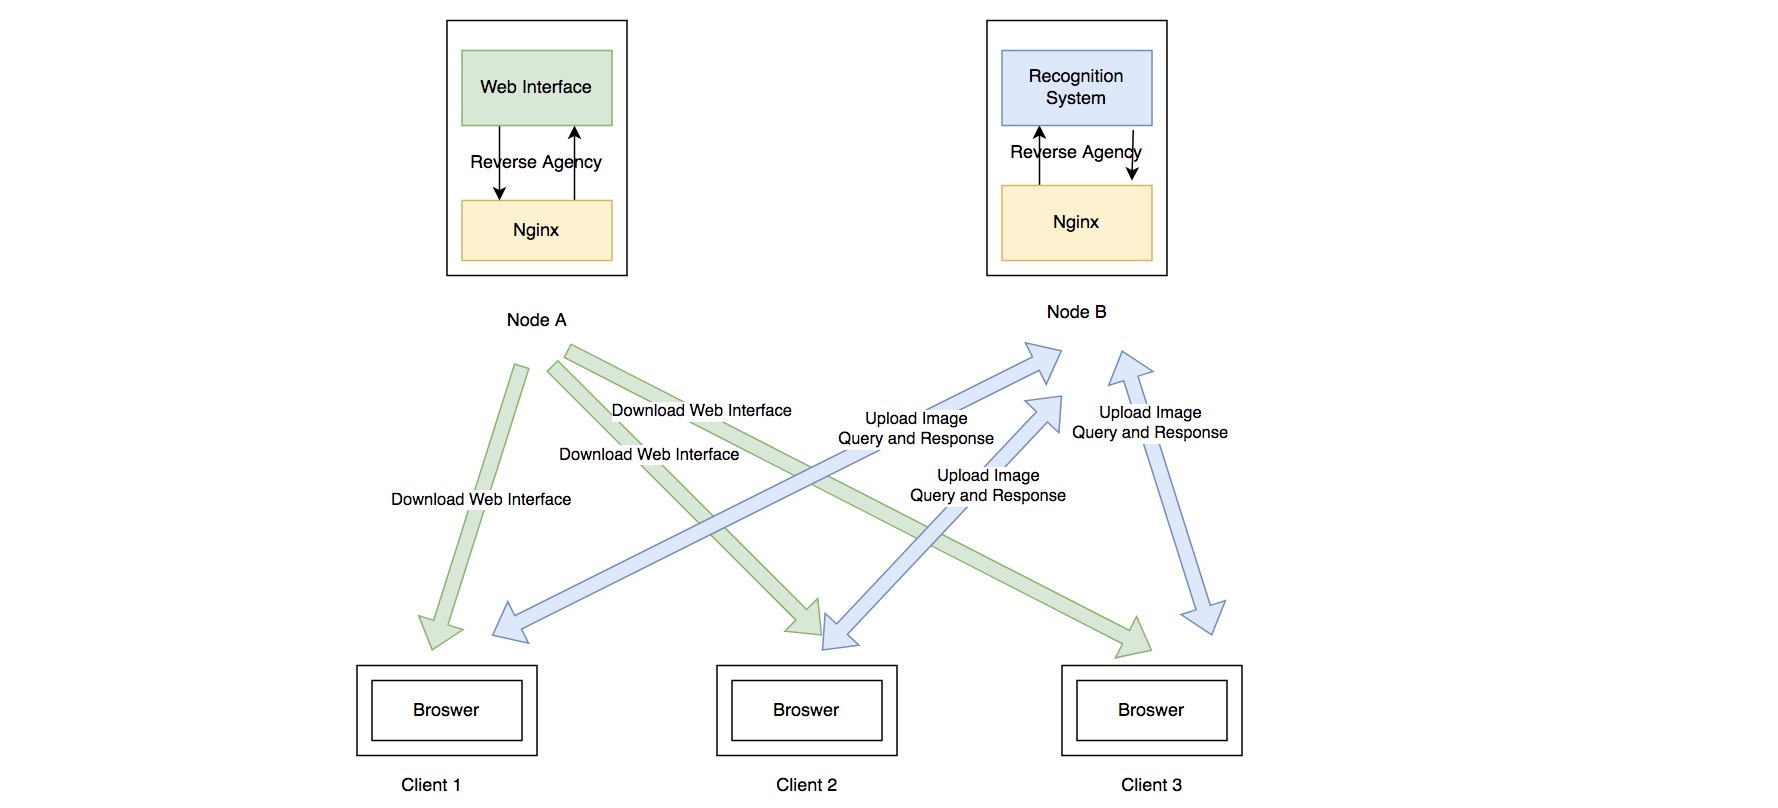 Web Interface
Recognition
System
Reverse Agency
Reverse Agency
Nginx
Nginx
Node A
Node B
Download Web Interface
Upload Image
Query and Response
Upload Image
Query and Response
Download Web Interface
Upload Image
Query and Response
Download Web Interface
Broswer
Broswer
Broswer
Client 1
Client 2
Client 3